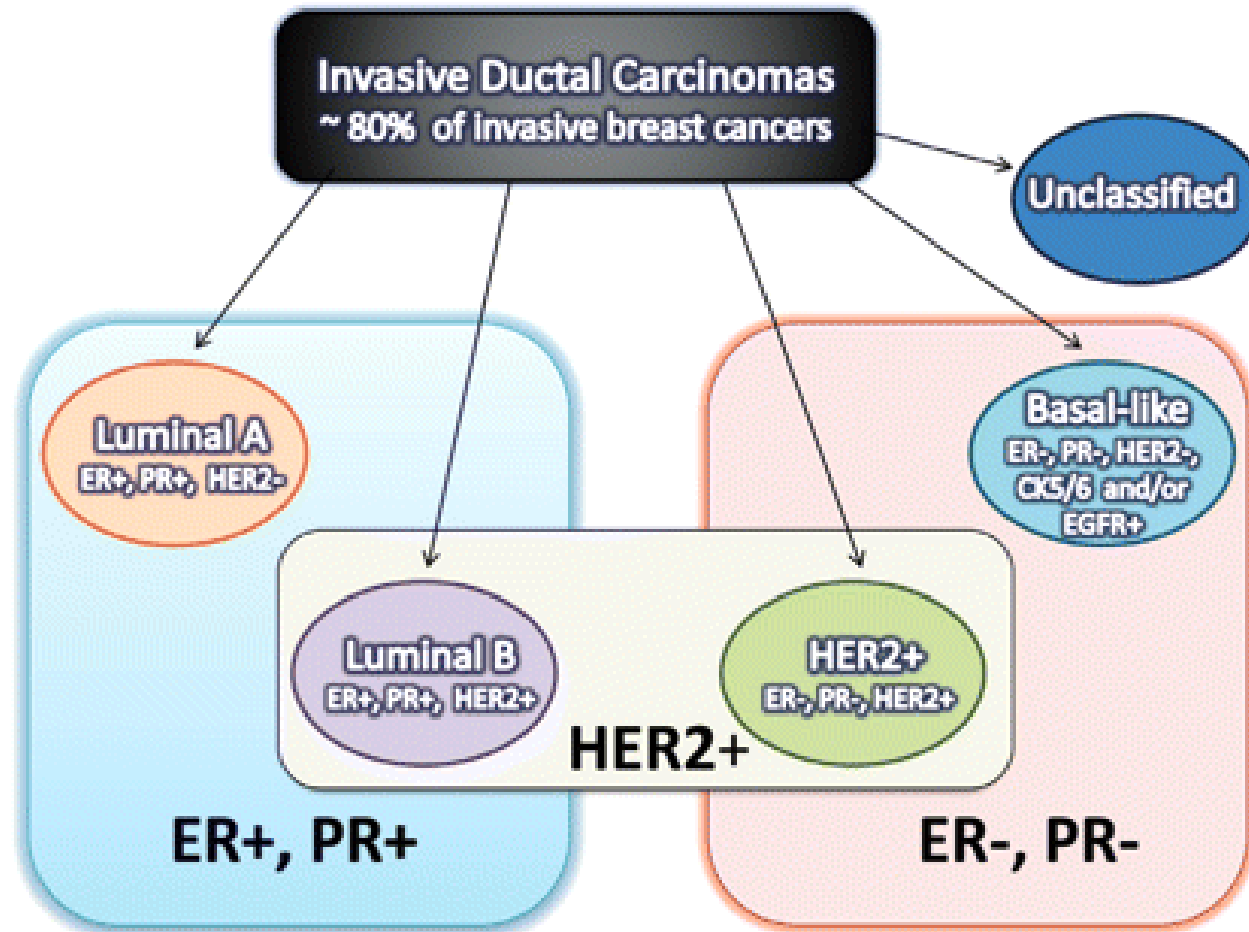 Invasive Ductal Carcinomas
~ 80% of invasive breast cancers
Unclassified
Luminal A
ER+, PR+, HER2-
Basal-like
ER-, PR-, HER2-,
CK5/6 and/or
EGFR+
Luminal B
ER+, PR+, HER2+
HER2+
ER-, PR-, HER2+
HER2+
ER+, PR+
ER-, PR-